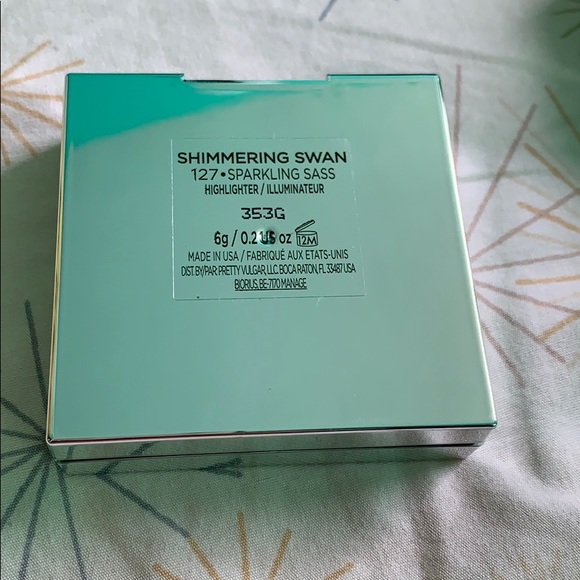 SHIMMERING SWAN
127•SPARKLING SASS
HIGHLIGHTER / ILLUMINATEUR
353G
6g / 0.2 US oz 12M
MADE IN USA / FABRIQUÉ AUX ETATS-UNIS
DIST. BY/PAR: PRETTY VULGAR, LLC. BOCA RATON, FL 33487 USA
BIORIUS, BE-7170 MANAGE